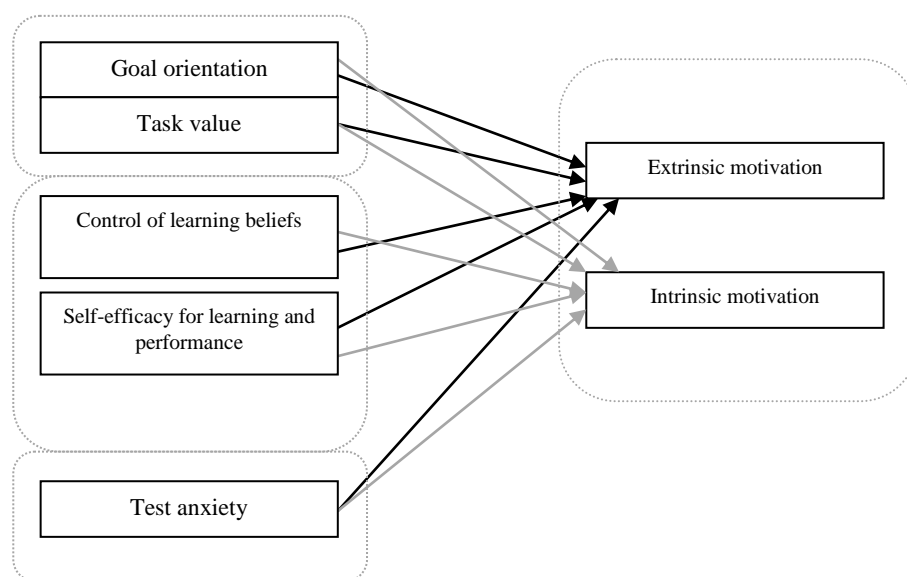 Goal orientation
Task value
Control of learning beliefs
Self-efficacy for learning and
performance
Test anxiety
Extrinsic motivation
Intrinsic motivation